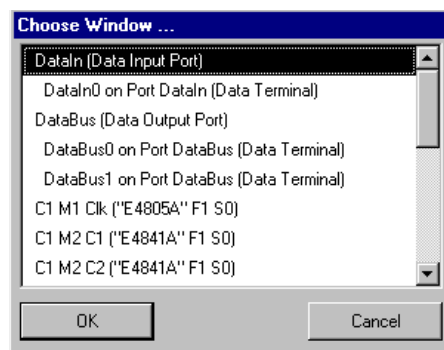 Choose Window ...
DataIn (Data Input Port)
DataIn0 on Port DataIn (Data Terminal)
DataBus (Data Output Port)
DataBus0 on Port DataBus (Data Terminal)
DataBus1 on Port DataBus (Data Terminal)
C1 M1 Clk ("E4805A" F1 S0)
C1 M2 C1 ("E4841A" F1 S0)
C1 M2 C2 ("E4841A" F1 S0)
OK Cancel